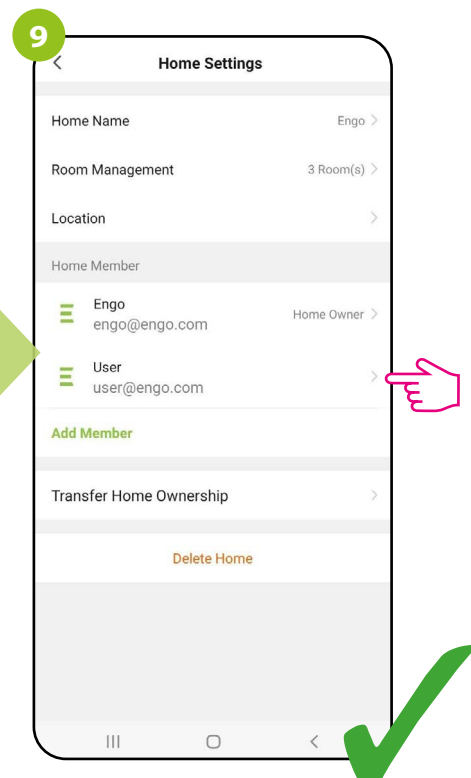 9
Home Settings
Home Name Engo
Room Management 3 Room(s)
Location
Home Member
Engo
engo@engo.com Home Owner
User
user@engo.com
Add Member
Transfer Home Ownership
Delete Home